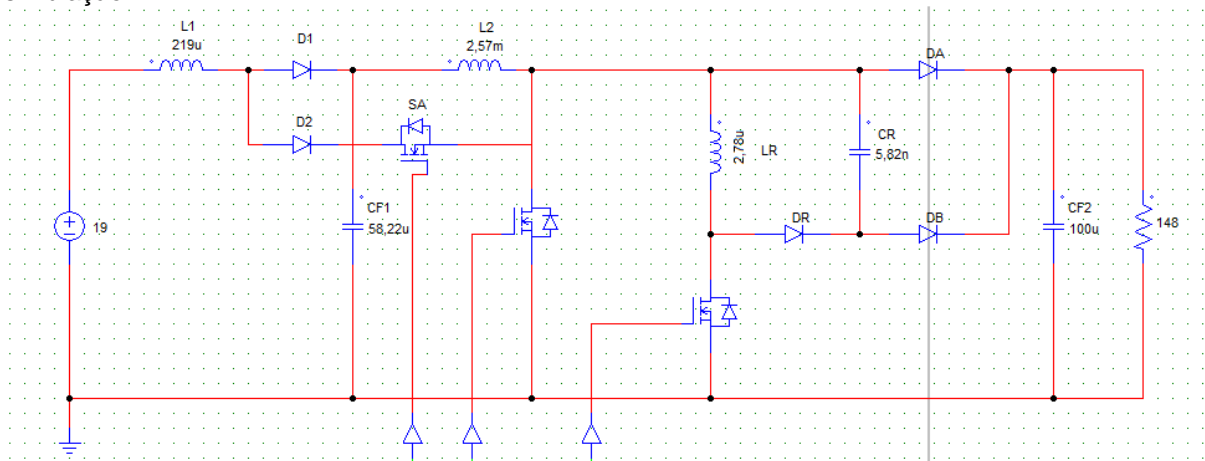 L1
219u
D1
L2
2,57m
DA
D2
SA
2,78u
LR
CR
5,82n
19
CF1
58,22u
DR
DB
CF2
100u
148